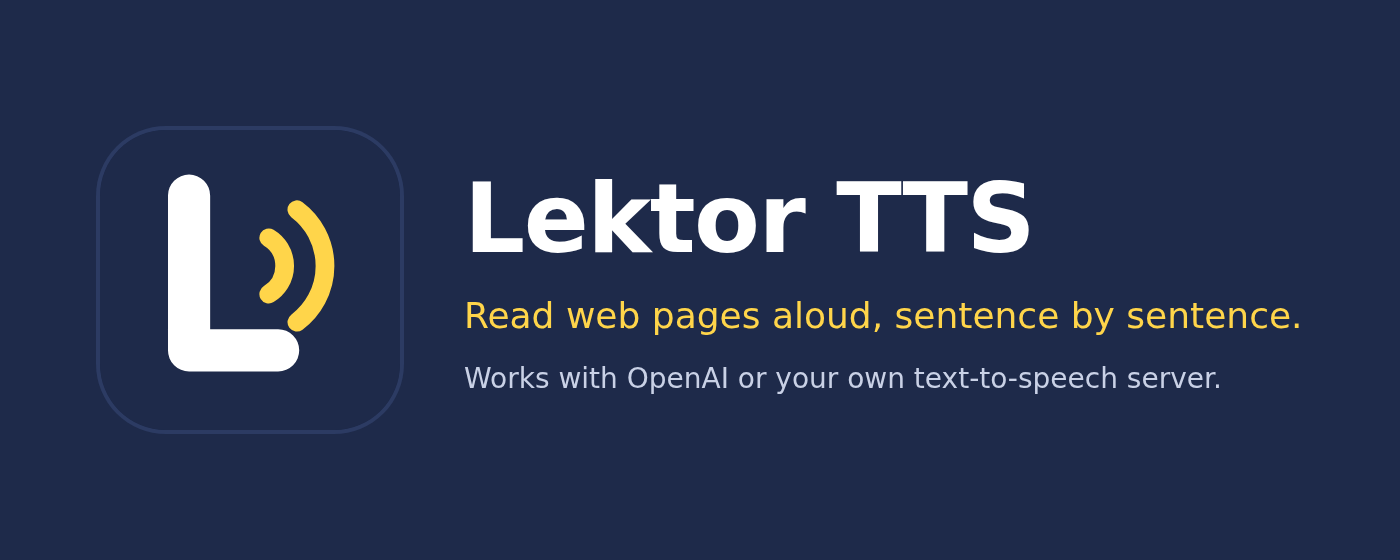 L
Lektor TTS
Read web pages aloud, sentence by sentence.
Works with OpenAI or your own text-to-speech server.